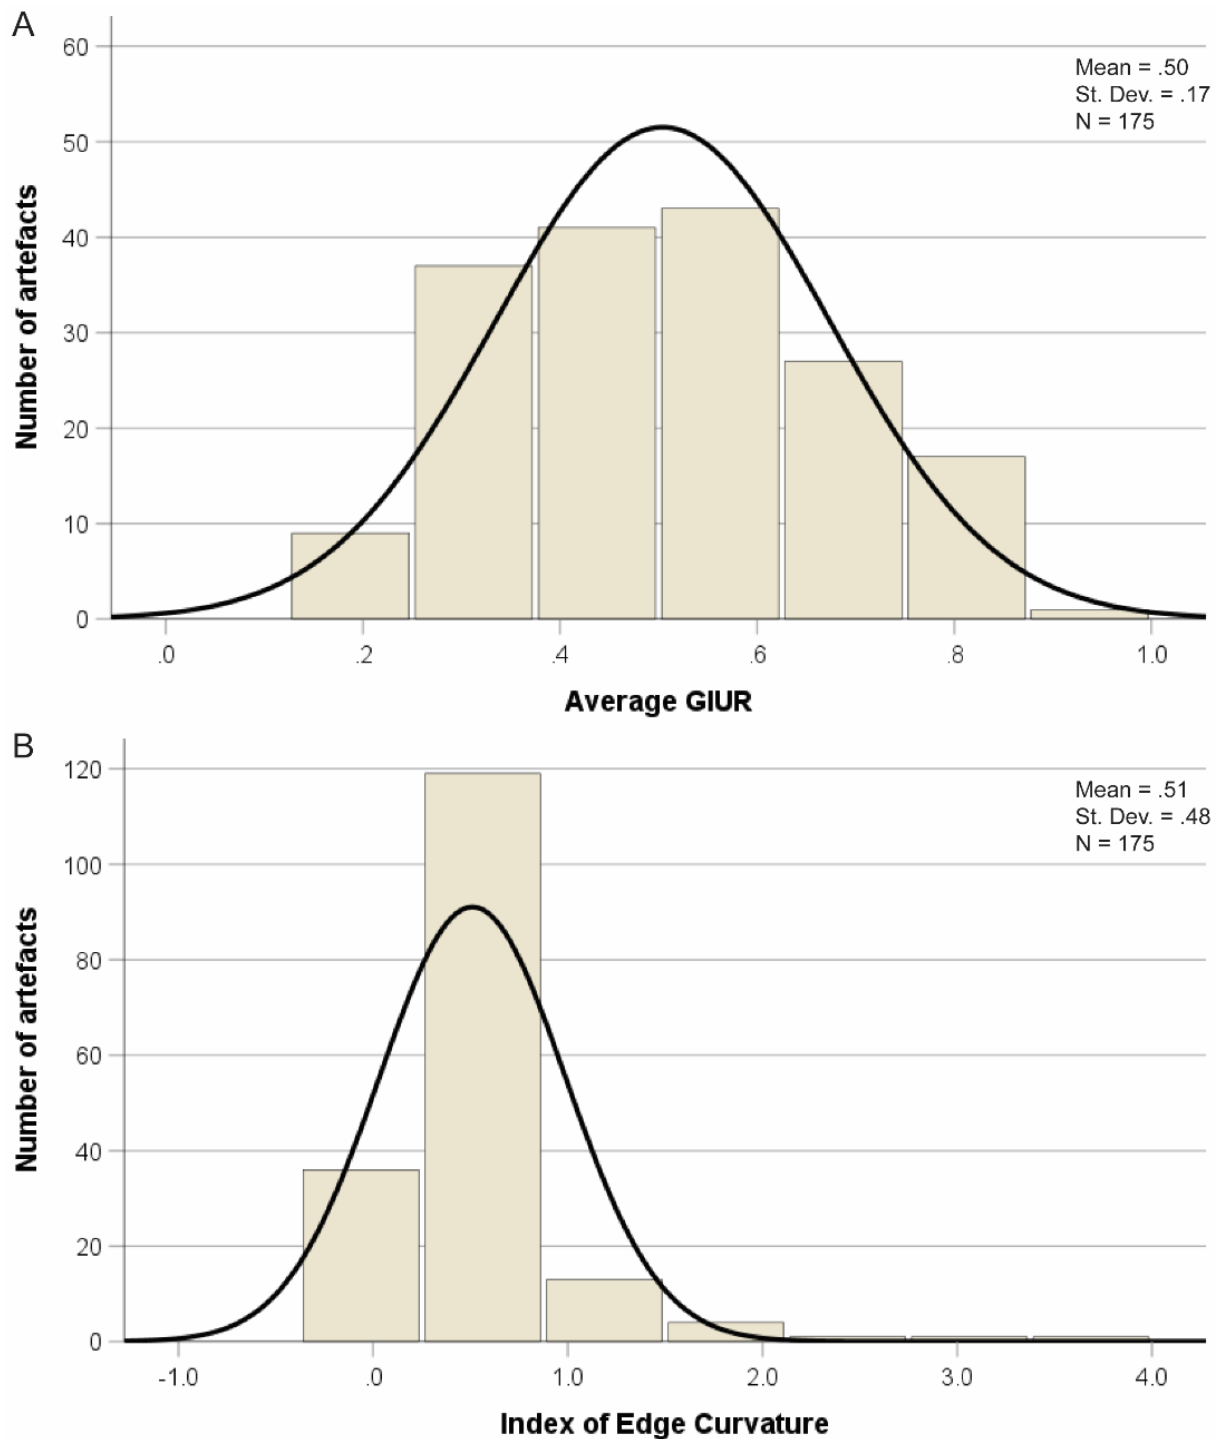 A
Mean = .50
St. Dev. = .17
N = 175
60
50
40
30
20
10
0
Number of artefacts
.0 .2 .4 .6 .8 1.0
Average GIUR
B
Mean = .51
St. Dev. = .48
N = 175
120
100
80
60
40
20
0
Number of artefacts
-1.0 .0 1.0 2.0 3.0 4.0
Index of Edge Curvature